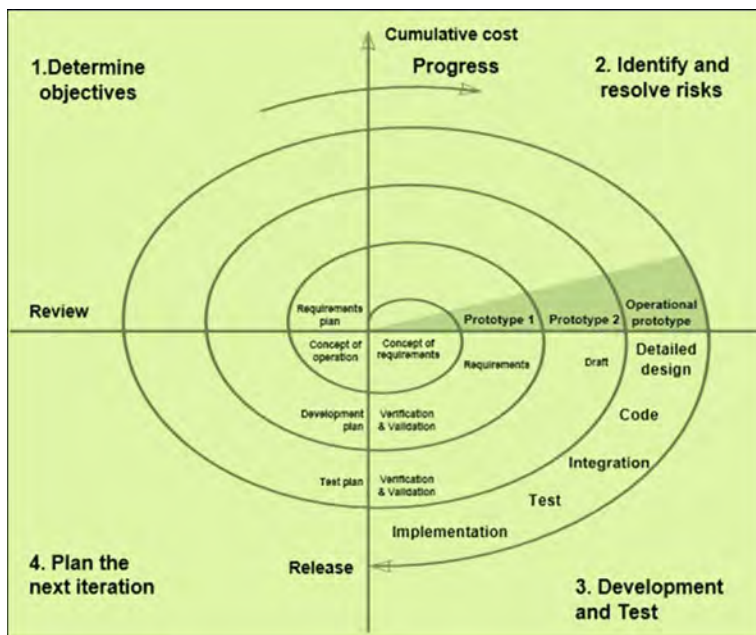 Cumulative cost
1.Determine
objectives
Progress
2. Identify and
resolve risks
Review
Requirements
plan
Prototype 1
Prototype 2
Operational
prototype
Concept of
operation
Concept of
requirements
Requirements
Draft
Detailed
design
Development
plan
Verification
& Validation
Code
Test plan
Verification
& Validation
Integration
Test
Implementation
4. Plan the
next iteration
Release
3. Development
and Test